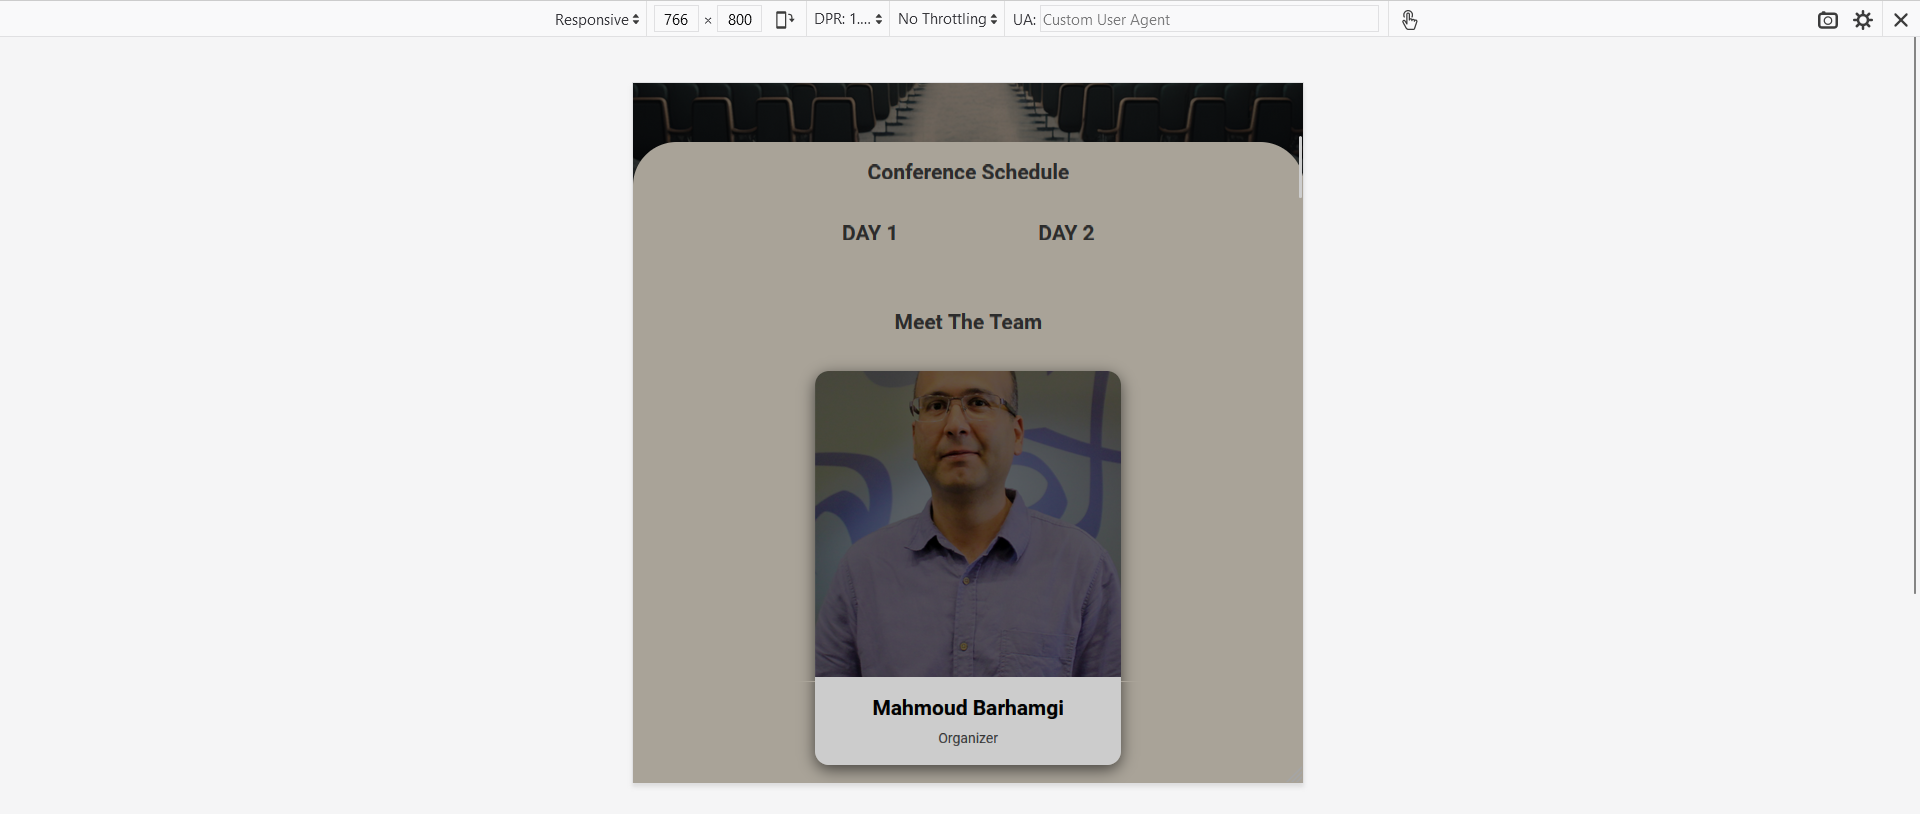 Responsive 766 × 800 DPR: 1.... No Throttling UA: Custom User Agent
Conference Schedule
DAY 1 DAY 2
Meet The Team
Mahmoud Barhamgi
Organizer